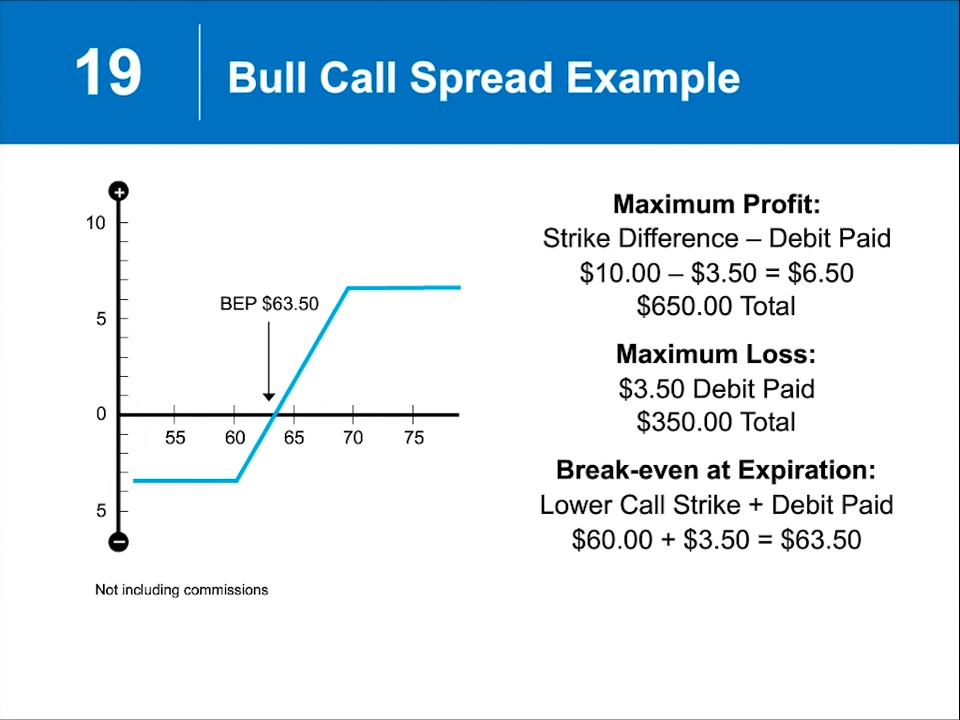 19
Bull Call Spread Example
+
10
5
0
5
−
BEP $63.50
55 60 65 70 75
Not including commissions
Maximum Profit:
Strike Difference – Debit Paid
$10.00 – $3.50 = $6.50
$650.00 Total
Maximum Loss:
$3.50 Debit Paid
$350.00 Total
Break-even at Expiration:
Lower Call Strike + Debit Paid
$60.00 + $3.50 = $63.50